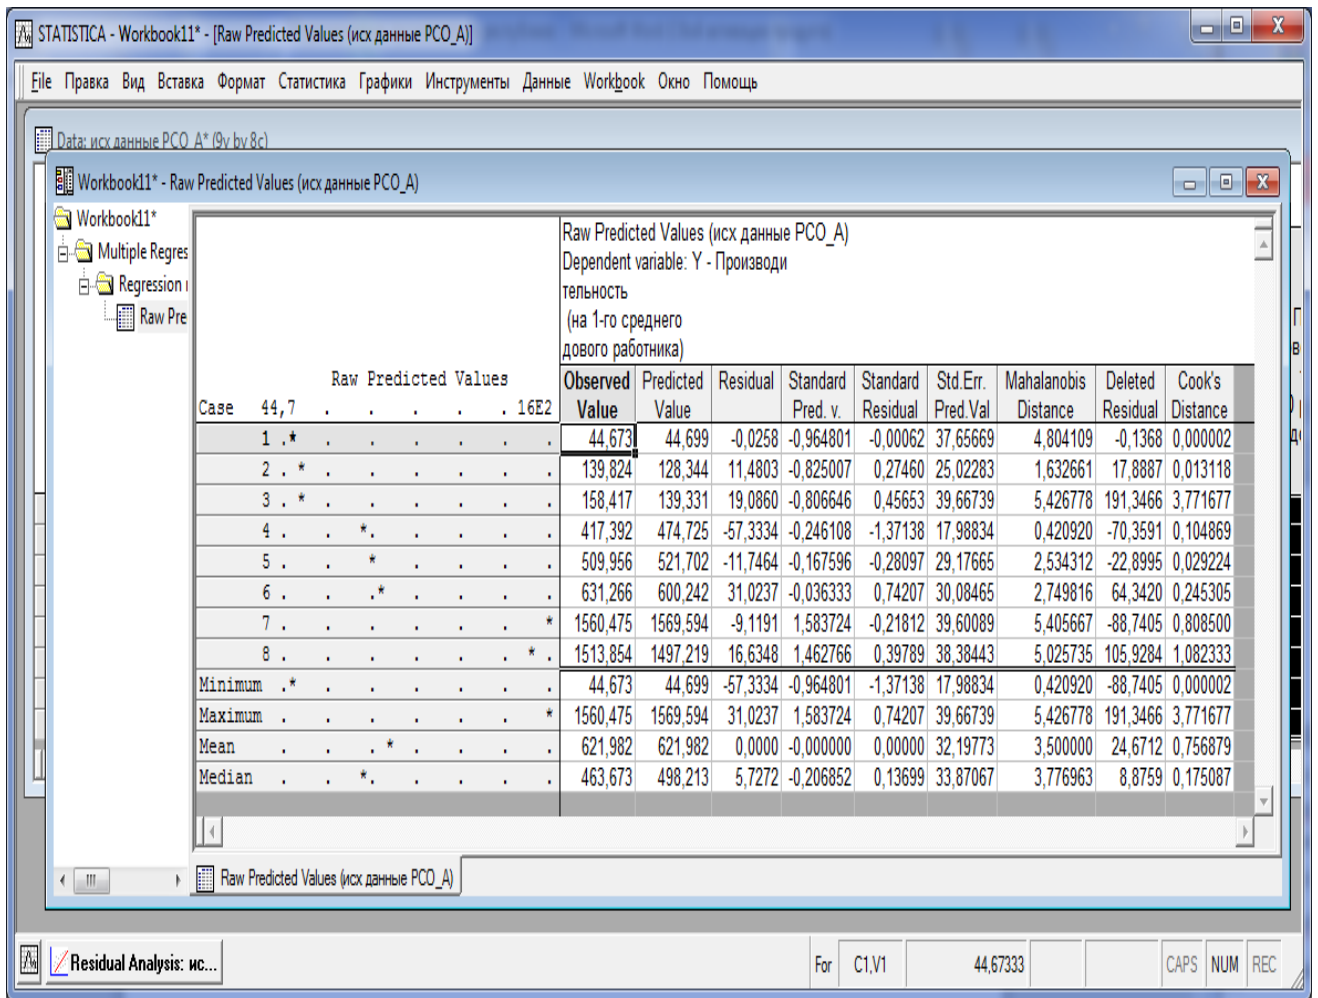 STATISTICA - Workbook11* - [Raw Predicted Values (исх данные РСО_А)]
File Правка Вид Вставка Формат Статистика Графики Инструменты Данные Workbook Окно Помощь
Data: исх данные РСО_А* (9v by 8c)
Workbook11* - Raw Predicted Values (исх данные РСО_А)
Workbook11*
Multiple Regres
Regression
Raw Pre
Raw Predicted Values (исх данные РСО_А)
Dependent variable: Y - Производи
тельность
(на 1-го среднего
дового работника)
Raw Predicted Values
Case 44,7 . . . . . 16E2
Observed Value Predicted Value Residual Standard Pred. v. Standard Residual Std.Err. Pred.Val Mahalanobis Distance Deleted Residual Cook's Distance
1 .* . . . . . . 44,673 44,699 -0,0258 -0,964801 -0,00062 37,65669 4,804109 -0,1368 0,000002
2 . * . . . . . . 139,824 128,344 11,4803 -0,825007 0,27460 25,02283 1,632661 17,8887 0,013118
3 . * . . . . . . 158,417 139,331 19,0860 -0,806646 0,45653 39,66739 5,426778 191,3466 3,771677
4 . . *. . . . . 417,392 474,725 -57,3334 -0,246108 -1,37138 17,98834 0,420920 -70,3591 0,104869
5 . . * . . . . 509,956 521,702 -11,7464 -0,167596 -0,28097 29,17665 2,534312 -22,8995 0,029224
6 . . .* . . . . 631,266 600,242 31,0237 -0,036333 0,74207 30,08465 2,749816 64,3420 0,245305
7 . . . . . . * 1560,475 1569,594 -9,1191 1,583724 -0,21812 39,60089 5,405667 -88,7405 0,808500
8 . . . . . . * . 1513,854 1497,219 16,6348 1,462766 0,39789 38,38443 5,025735 105,9284 1,082333
Minimum .* . . . . . . 44,673 44,699 -57,3334 -0,964801 -1,37138 17,98834 0,420920 -88,7405 0,000002
Maximum . . . . . . * 1560,475 1569,594 31,0237 1,583724 0,74207 39,66739 5,426778 191,3466 3,771677
Mean . . . * . . . . 621,982 621,982 0,0000 -0,000000 0,00000 32,19773 3,500000 24,6712 0,756879
Median . . *. . . . . 463,673 498,213 5,7272 -0,206852 0,13699 33,87067 3,776963 8,8759 0,175087
Raw Predicted Values (исх данные РСО_А)
Residual Analysis: ис...
For C1,V1 44,67333 CAPS NUM REC